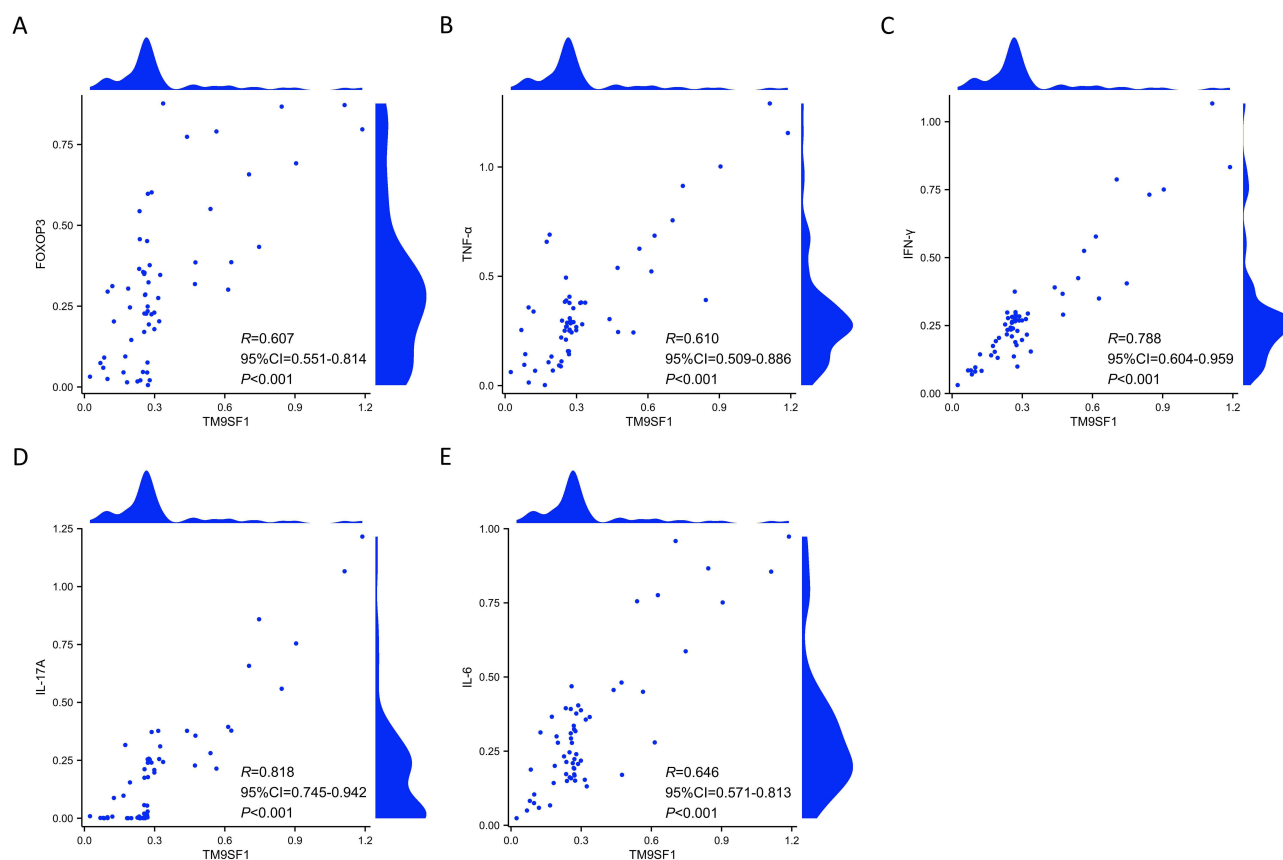 A
FOXOP3
0.75
0.50
0.25
0.00
R=0.607
95%CI=0.551-0.814
P<0.001
0.0 0.3 0.6 0.9 1.2
TM9SF1
B
TNF-α
1.0
0.5
0.0
R=0.610
95%CI=0.509-0.886
P<0.001
0.0 0.3 0.6 0.9 1.2
TM9SF1
C
IFN-γ
1.00
0.75
0.50
0.25
0.00
R=0.788
95%CI=0.604-0.959
P<0.001
0.0 0.3 0.6 0.9 1.2
TM9SF1
D
IL-17A
1.25
1.00
0.75
0.50
0.25
0.00
R=0.818
95%CI=0.745-0.942
P<0.001
0.0 0.3 0.6 0.9 1.2
TM9SF1
E
IL-6
1.00
0.75
0.50
0.25
0.00
R=0.646
95%CI=0.571-0.813
P<0.001
0.0 0.3 0.6 0.9 1.2
TM9SF1